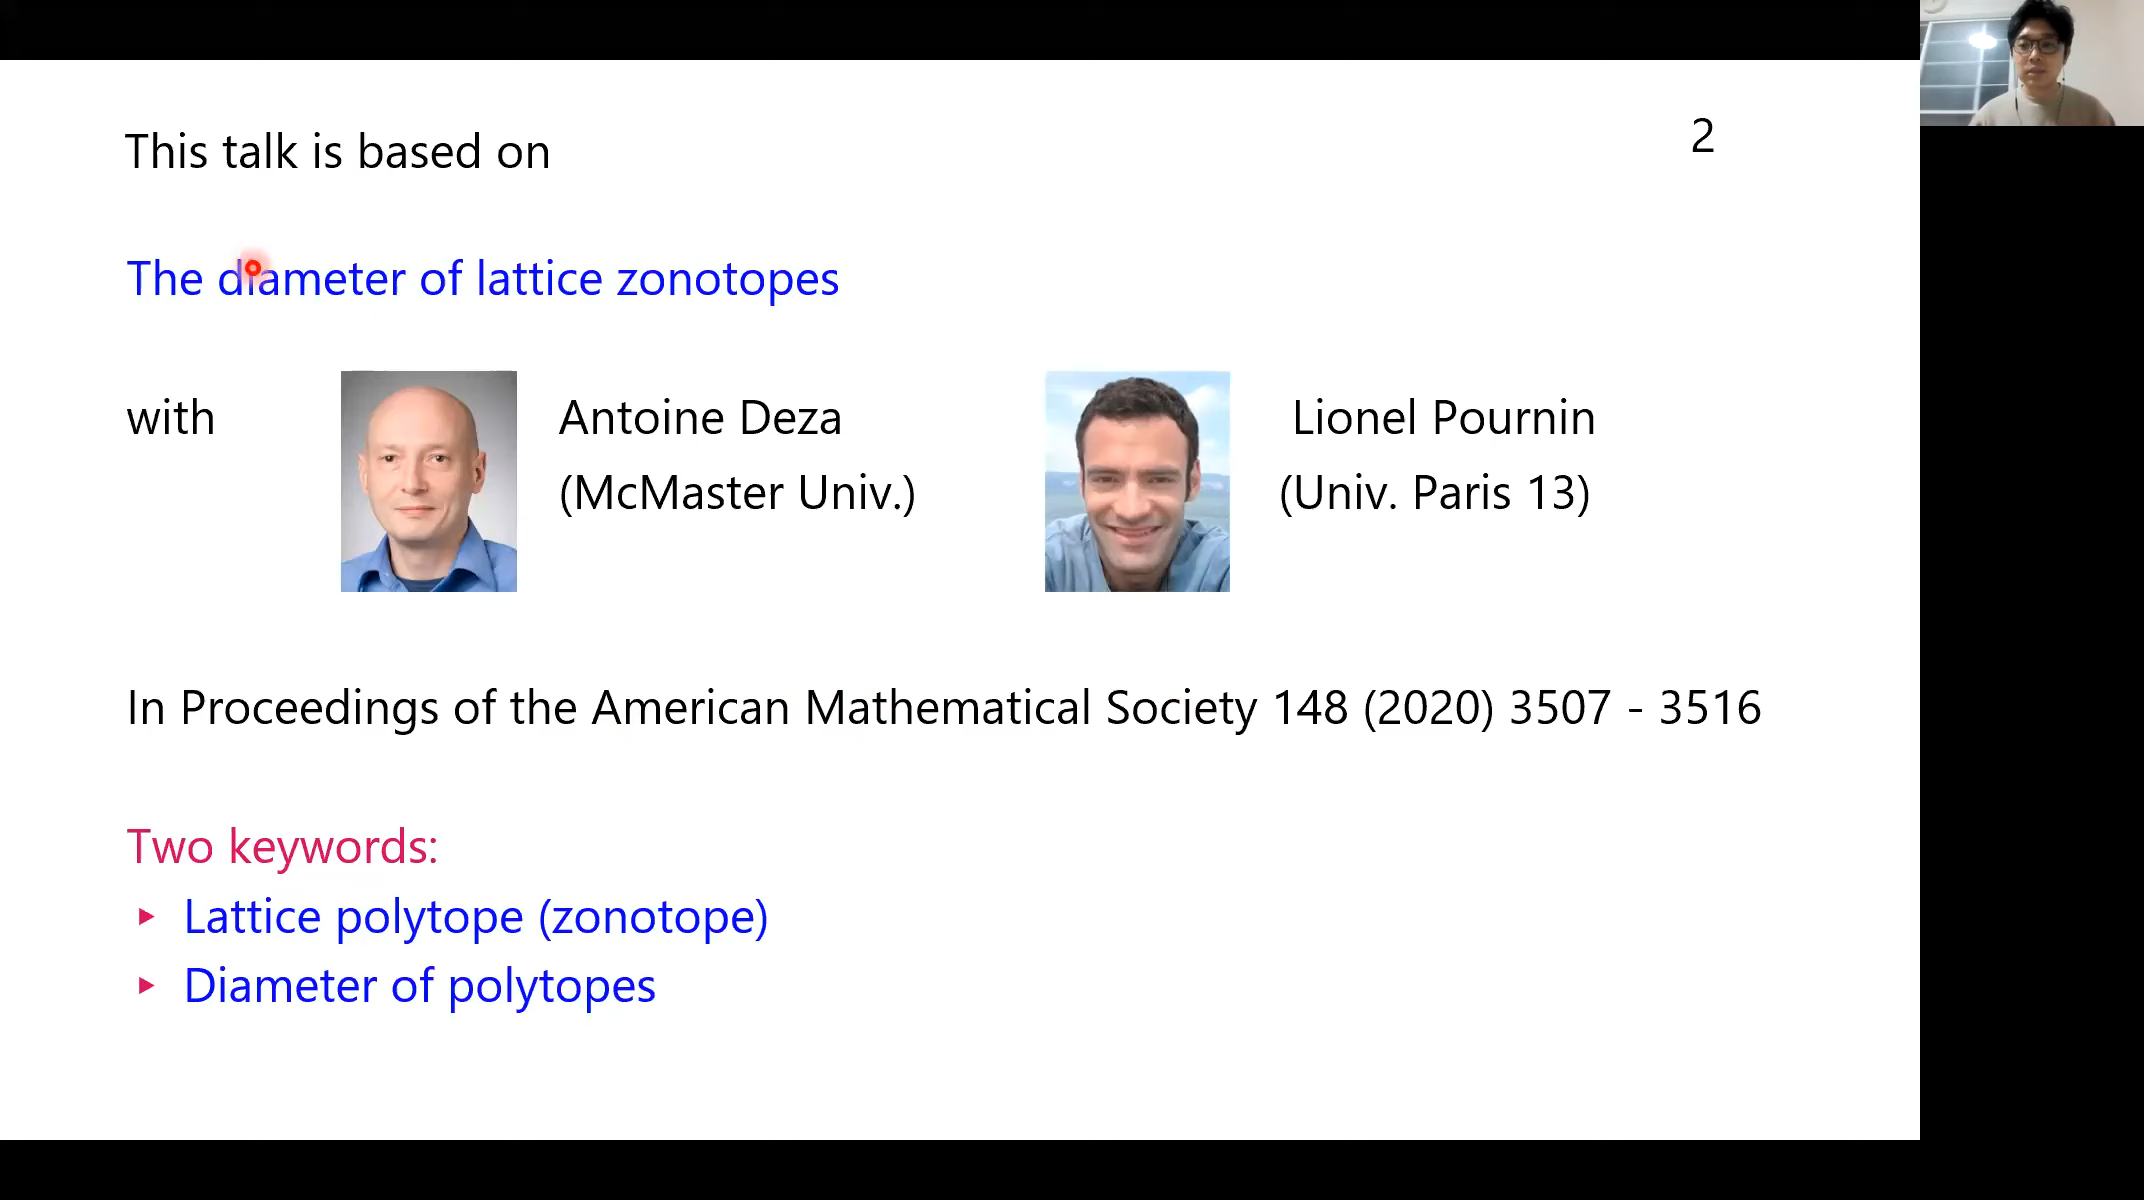 This talk is based on
2
The diameter of lattice zonotopes
with
Antoine Deza
(McMaster Univ.)
Lionel Pournin
(Univ. Paris 13)
In Proceedings of the American Mathematical Society 148 (2020) 3507 - 3516
Two keywords:
‣ Lattice polytope (zonotope)
‣ Diameter of polytopes